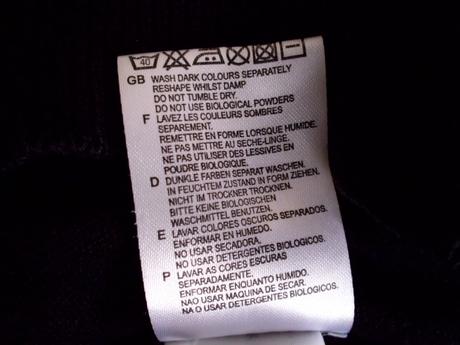 40
GB WASH DARK COLOURS SEPARATELY
RESHAPE WHILST DAMP
DO NOT TUMBLE DRY.
DO NOT USE BIOLOGICAL POWDERS
F LAVEZ LES COULEURS SOMBRES
SEPAREMENT.
REMETTRE EN FORME LORSQUE HUMIDE.
NE PAS METTRE AU SECHE-LINGE.
NE PAS UTILISER DES LESSIVES EN
POUDRE BIOLOGIQUE.
D DUNKLE FARBEN SEPARAT WASCHEN.
IN FEUCHTEM ZUSTAND IN FORM ZIEHEN.
NICHT IM TROCKNER TROCKNEN.
BITTE KEINE BIOLOGISCHEN
WASCHMITTEL BENUTZEN.
E LAVAR COLORES OSCUROS SEPARADOS.
ENFORMAR EN HUMEDO.
NO USAR SECADORA.
NO USAR DETERGENTES BIOLOGICOS.
P LAVAR AS CORES ESCURAS
SEPARADAMENTE.
ENFORMAR ENQUANTO HUMIDO.
NAO USAR MAQUINA DE SECAR.
NA O USAR DETERGENTES BIOLOGICOS.